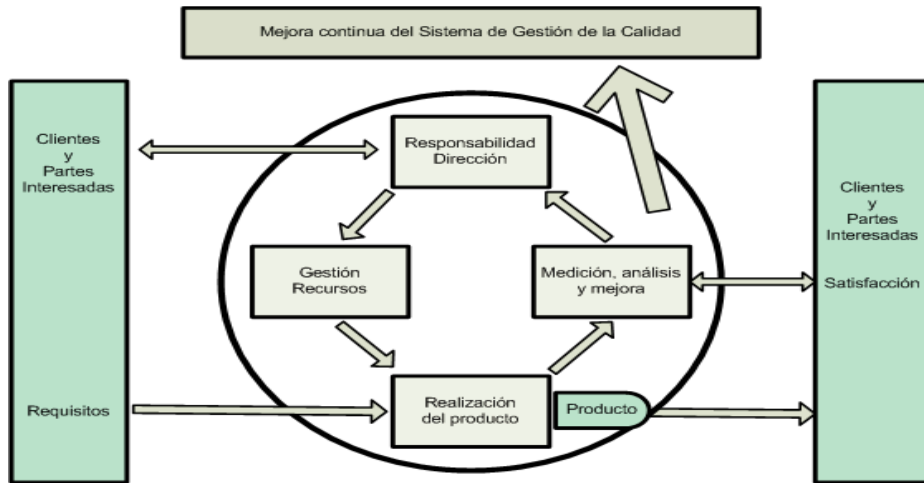 Mejora continua del Sistema de Gestión de la Calidad
Clientes
y
Partes
Interesadas
Requisitos
Responsabilidad
Dirección
Gestión
Recursos
Medición, análisis
y mejora
Realización
del producto
Producto
Clientes
y
Partes
Interesadas
Satisfacción